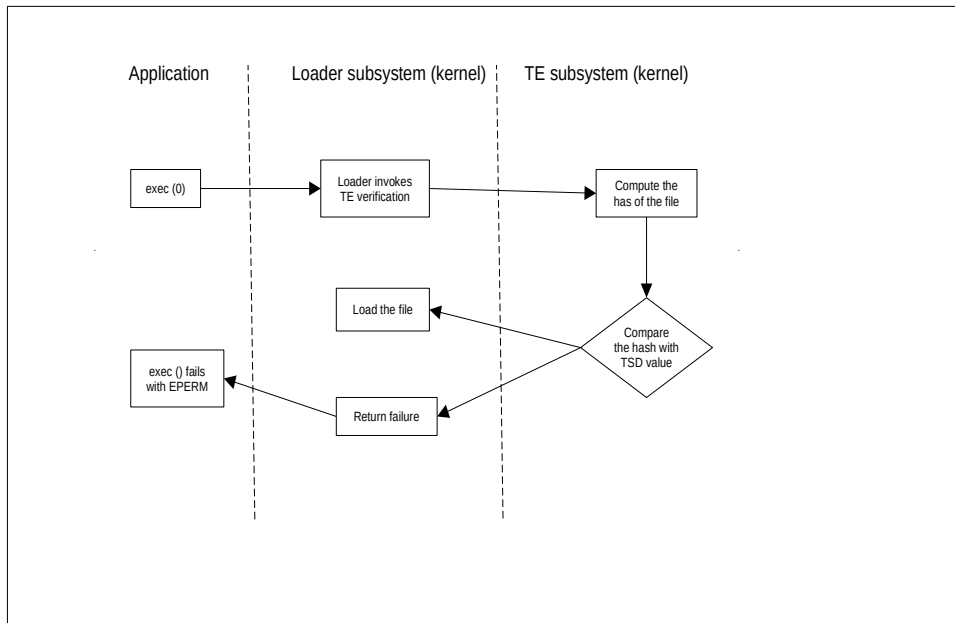 Application
Loader subsystem (kernel)
TE subsystem (kernel)
exec (0)
Loader invokes
TE verification
Compute the
has of the file
Load the file
Compare
the hash with
TSD value
exec () fails
with EPERM
Return failure